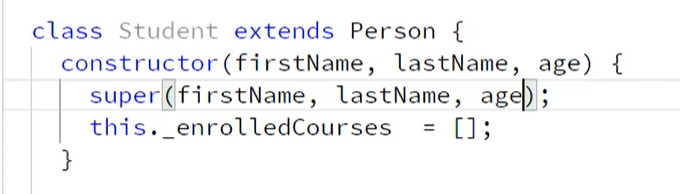 class Student extends Person {
constructor(firstName, lastName, age) {
super(firstName, lastName, age);
this._enrolledCourses  = [];
}